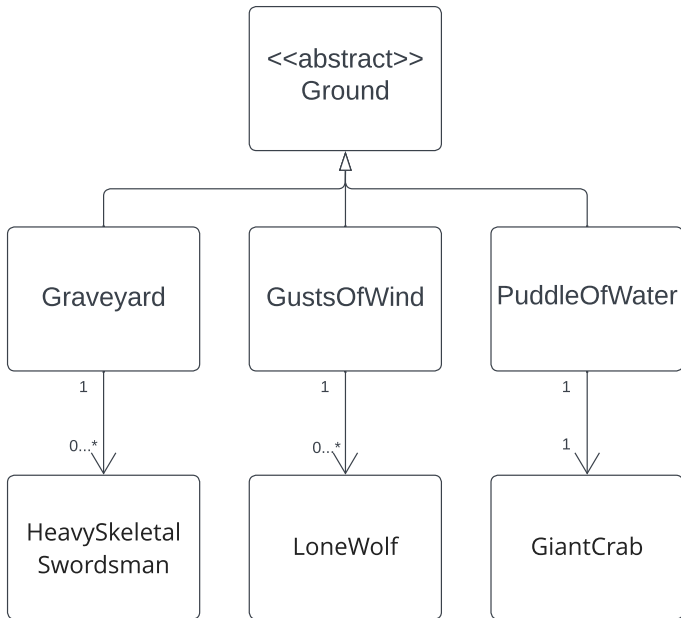 <<abstract>>
Ground
Graveyard
GustsOfWind
PuddleOfWater
1
1
1
0...*
0...*
1
HeavySkeletal
Swordsman
LoneWolf
GiantCrab